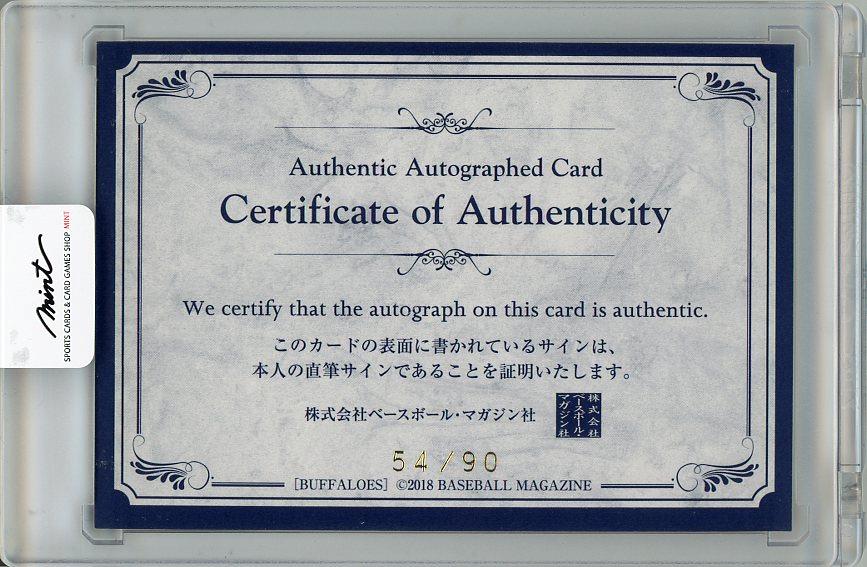 Authentic Autographed Card
Certificate of Authenticity
We certify that the autograph on this card is authentic.
このカードの表面に書かれているサインは、
本人の直筆サインであることを証明いたします。
株式会社ベースボール・マガジン社
株式会社
ベースボール・
マガジン社
54/90
[BUFFALOES] ©2018 BASEBALL MAGAZINE
mint
SPORTS CARDS & CARD GAMES SHOP MINT